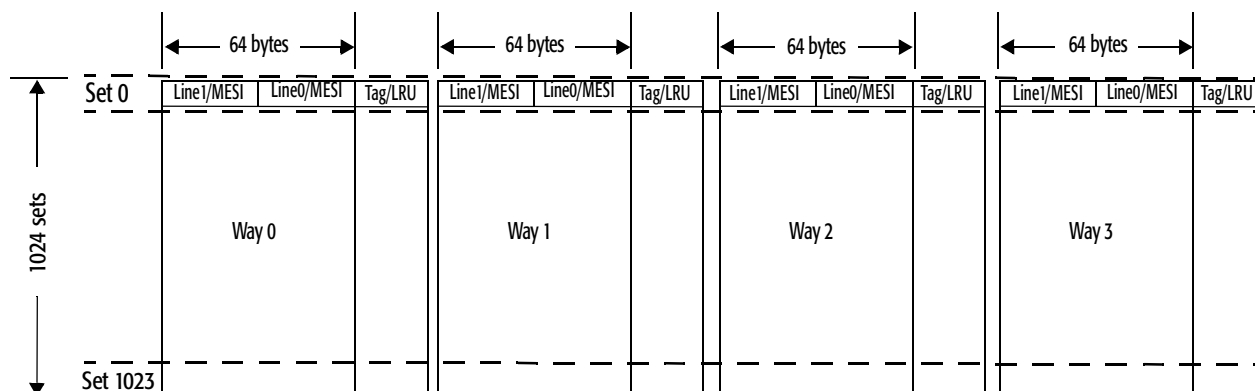 64 bytes 64 bytes 64 bytes 64 bytes
Set 0 Line1/MESI Line0/MESI Tag/LRU Line1/MESI Line0/MESI Tag/LRU Line1/MESI Line0/MESI Tag/LRU Line1/MESI Line0/MESI Tag/LRU
1024 sets
Way 0 Way 1 Way 2 Way 3
Set 1023